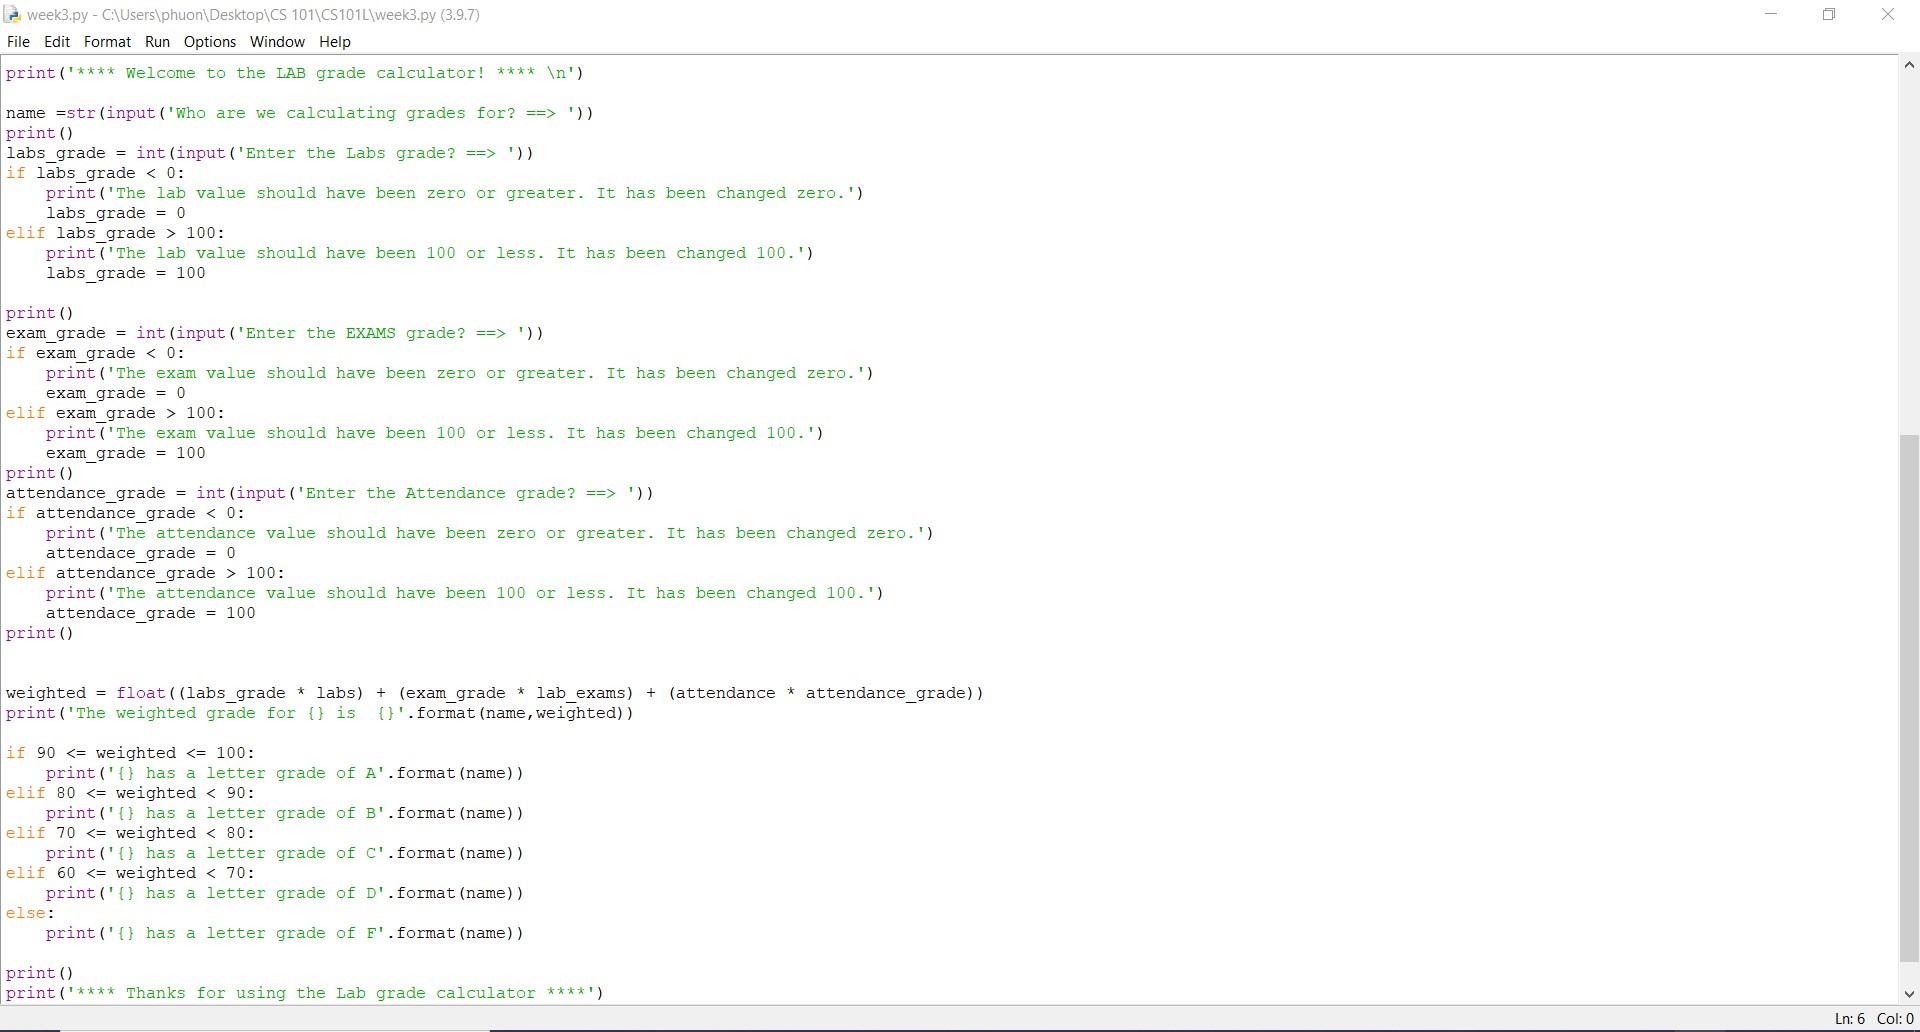 week3.py - C:\Users\phuon\Desktop\CS 101\CS101L\week3.py (3.9.7)
File Edit Format Run Options Window Help
print('**** Welcome to the LAB grade calculator! **** \n')

name =str(input('Who are we calculating grades for? ==> '))
print()
labs_grade = int(input('Enter the Labs grade? ==> '))
if labs_grade < 0:
    print('The lab value should have been zero or greater. It has been changed zero.')
    labs_grade = 0
elif labs_grade > 100:
    print('The lab value should have been 100 or less. It has been changed 100.')
    labs_grade = 100

print()
exam_grade = int(input('Enter the EXAMS grade? ==> '))
if exam_grade < 0:
    print('The exam value should have been zero or greater. It has been changed zero.')
    exam_grade = 0
elif exam_grade > 100:
    print('The exam value should have been 100 or less. It has been changed 100.')
    exam_grade = 100
print()
attendance_grade = int(input('Enter the Attendance grade? ==> '))
if attendance_grade < 0:
    print('The attendance value should have been zero or greater. It has been changed zero.')
    attendace_grade = 0
elif attendance_grade > 100:
    print('The attendance value should have been 100 or less. It has been changed 100.')
    attendace_grade = 100
print()


weighted = float((labs_grade * labs) + (exam_grade * lab_exams) + (attendance * attendance_grade))
print('The weighted grade for {} is  {}'.format(name,weighted))

if 90 <= weighted <= 100:
    print('{} has a letter grade of A'.format(name))
elif 80 <= weighted < 90:
    print('{} has a letter grade of B'.format(name))
elif 70 <= weighted < 80:
    print('{} has a letter grade of C'.format(name))
elif 60 <= weighted < 70:
    print('{} has a letter grade of D'.format(name))
else:
    print('{} has a letter grade of F'.format(name))

print()
print('**** Thanks for using the Lab grade calculator ****')
Ln: 6 Col: 0